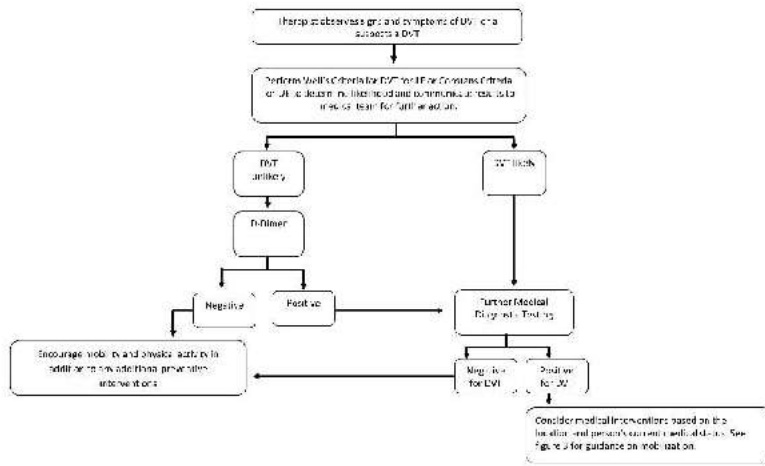 Therapist observes signs and symptoms of DVT or a
suspects a DVT
Perform Well's Criteria for DVT for LE or Constans Criteria
for UE to determine likelihood and communicate results to
medical team for further action.
DVT
unlikely
DVT likely
D-Dimer
Negative
Positive
Further Medical
Diagnostic Testing
Encourage mobility and physical activity in
addition to any additional preventive
interventions
Negative
for DVT
Positive
for DVT
Consider medical interventions based on the
location and person's current medical status. See
figure 3 for guidance on mobilization.